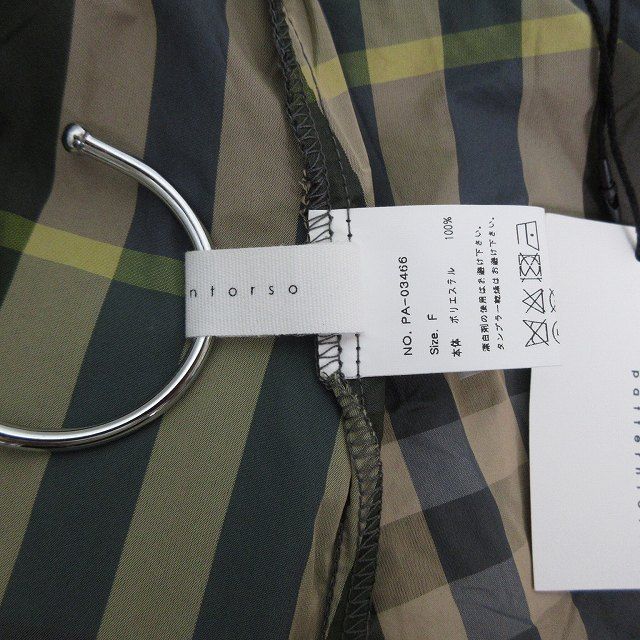 ntorso
NO. PA-03466
Size. F
本体 ポリエステル 100%
漂白剤の使用はお避け下さい。
タンブラー乾燥はお避け下さい。
pattern